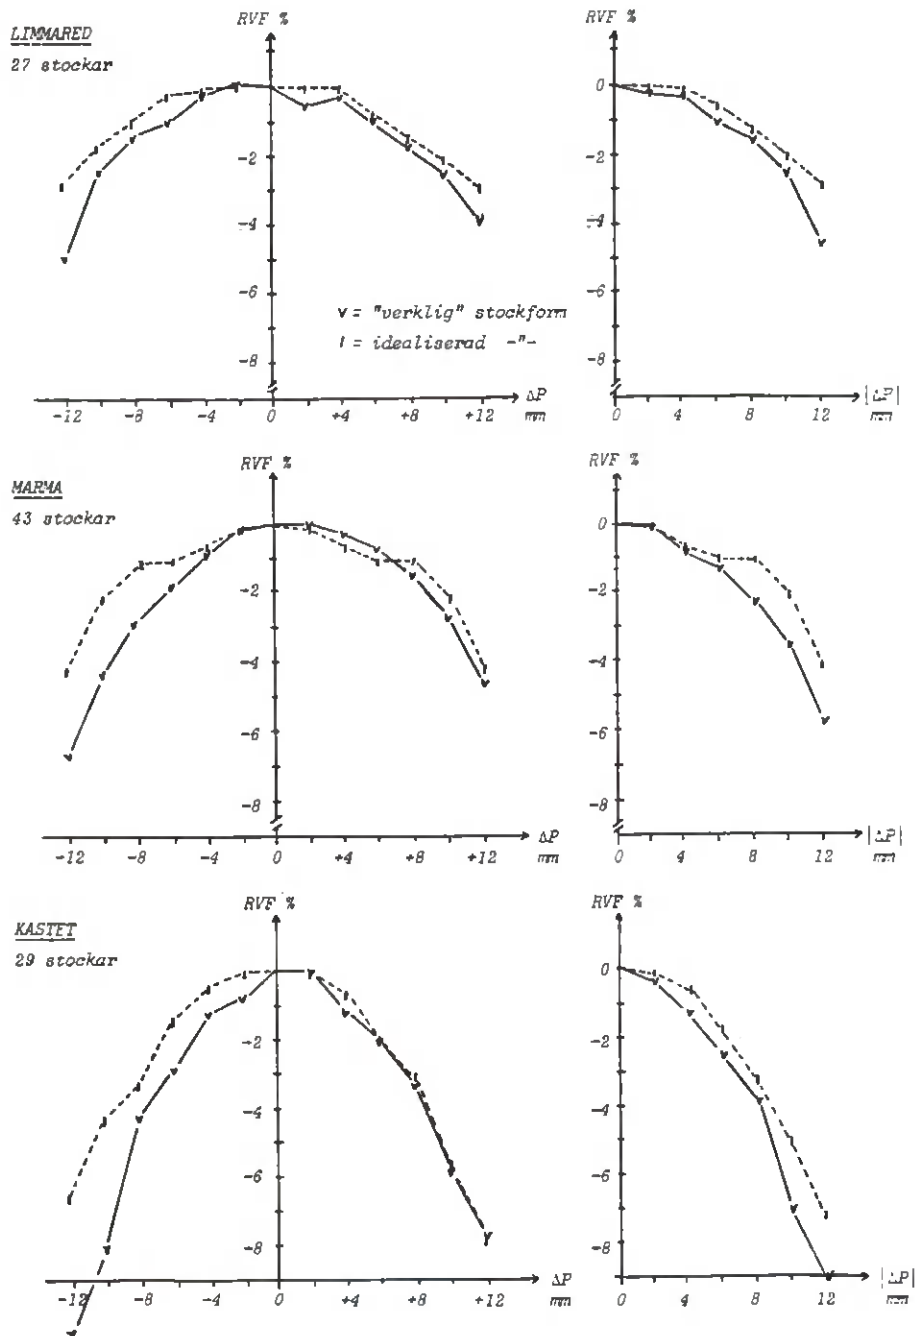 LIMMARED
27 stockar
RVF %
-2
-4
-6
-8
v = "verklig" stockform
ı = idealiserad -"-
-12 -8 -4 0 +4 +8 +12 ΔP
mm
RVF %
0
-2
-4
-6
-8
0 4 8 12 |ΔP|
mm
MARMA
43 stockar
RVF %
-2
-4
-6
-8
-12 -8 -4 0 +4 +8 +12 ΔP
mm
RVF %
0
-2
-4
-6
-8
0 4 8 12 |ΔP|
mm
KASTET
29 stockar
RVF %
-2
-4
-6
-8
-12 -8 -4 0 +4 +8 +12 ΔP
mm
RVF %
0
-2
-4
-6
-8
0 4 8 12 |ΔP|
mm